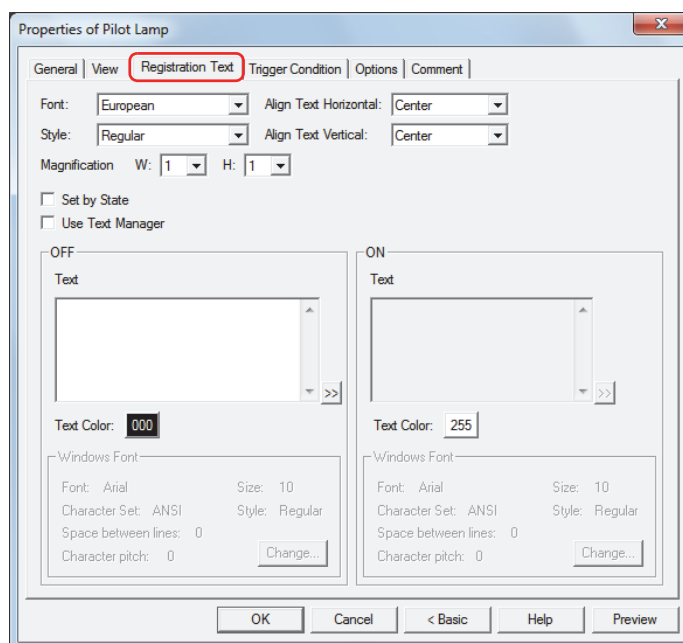 Properties of Pilot Lamp
General View Registration Text Trigger Condition Options Comment
Font: European Align Text Horizontal: Center
Style: Regular Align Text Vertical: Center
Magnification W: 1 H: 1
Set by State
Use Text Manager
OFF ON
Text Text
>> >>
Text Color: 000 Text Color: 255
Windows Font Windows Font
Font: Arial Size: 10 Font: Arial Size: 10
Character Set: ANSI Style: Regular Character Set: ANSI Style: Regular
Space between lines: 0 Space between lines: 0
Character pitch: 0 Change... Character pitch: 0 Change...
OK Cancel < Basic Help Preview